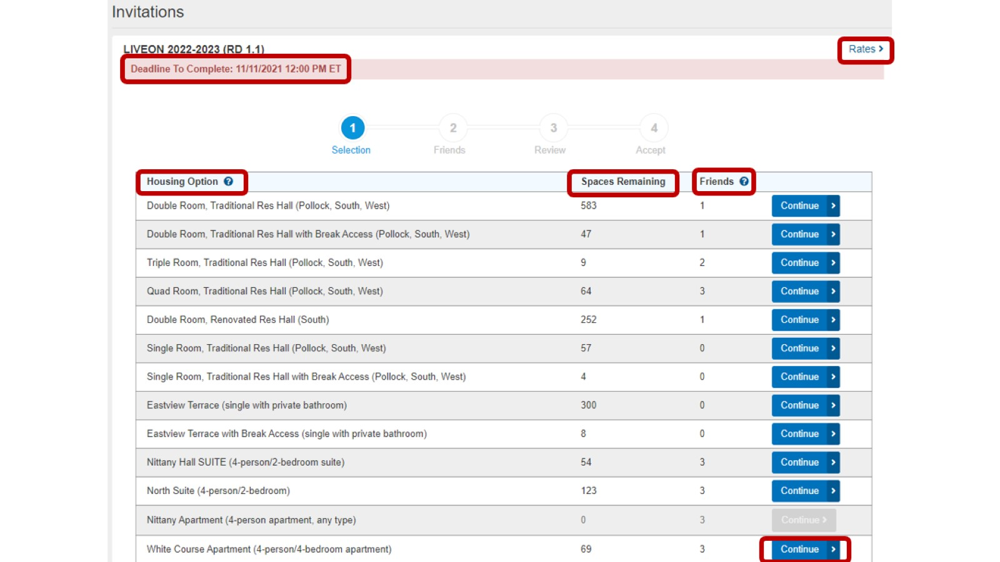 Invitations
LIVEON 2022-2023 (RD 1.1)
Rates >
Deadline To Complete: 11/11/2021 12:00 PM ET
1 2 3 4
Selection Friends Review Accept
Housing Option ? Spaces Remaining Friends ?
Double Room, Traditional Res Hall (Pollock, South, West) 583 1 Continue >
Double Room, Traditional Res Hall with Break Access (Pollock, South, West) 47 1 Continue >
Triple Room, Traditional Res Hall (Pollock, South, West) 9 2 Continue >
Quad Room, Traditional Res Hall (Pollock, South, West) 64 3 Continue >
Double Room, Renovated Res Hall (South) 252 1 Continue >
Single Room, Traditional Res Hall (Pollock, South, West) 57 0 Continue >
Single Room, Traditional Res Hall with Break Access (Pollock, South, West) 4 0 Continue >
Eastview Terrace (single with private bathroom) 300 0 Continue >
Eastview Terrace with Break Access (single with private bathroom) 8 0 Continue >
Nittany Hall SUITE (4-person/2-bedroom suite) 54 3 Continue >
North Suite (4-person/2-bedroom) 123 3 Continue >
Nittany Apartment (4-person apartment, any type) 0 3 Continue >
White Course Apartment (4-person/4-bedroom apartment) 69 3 Continue >